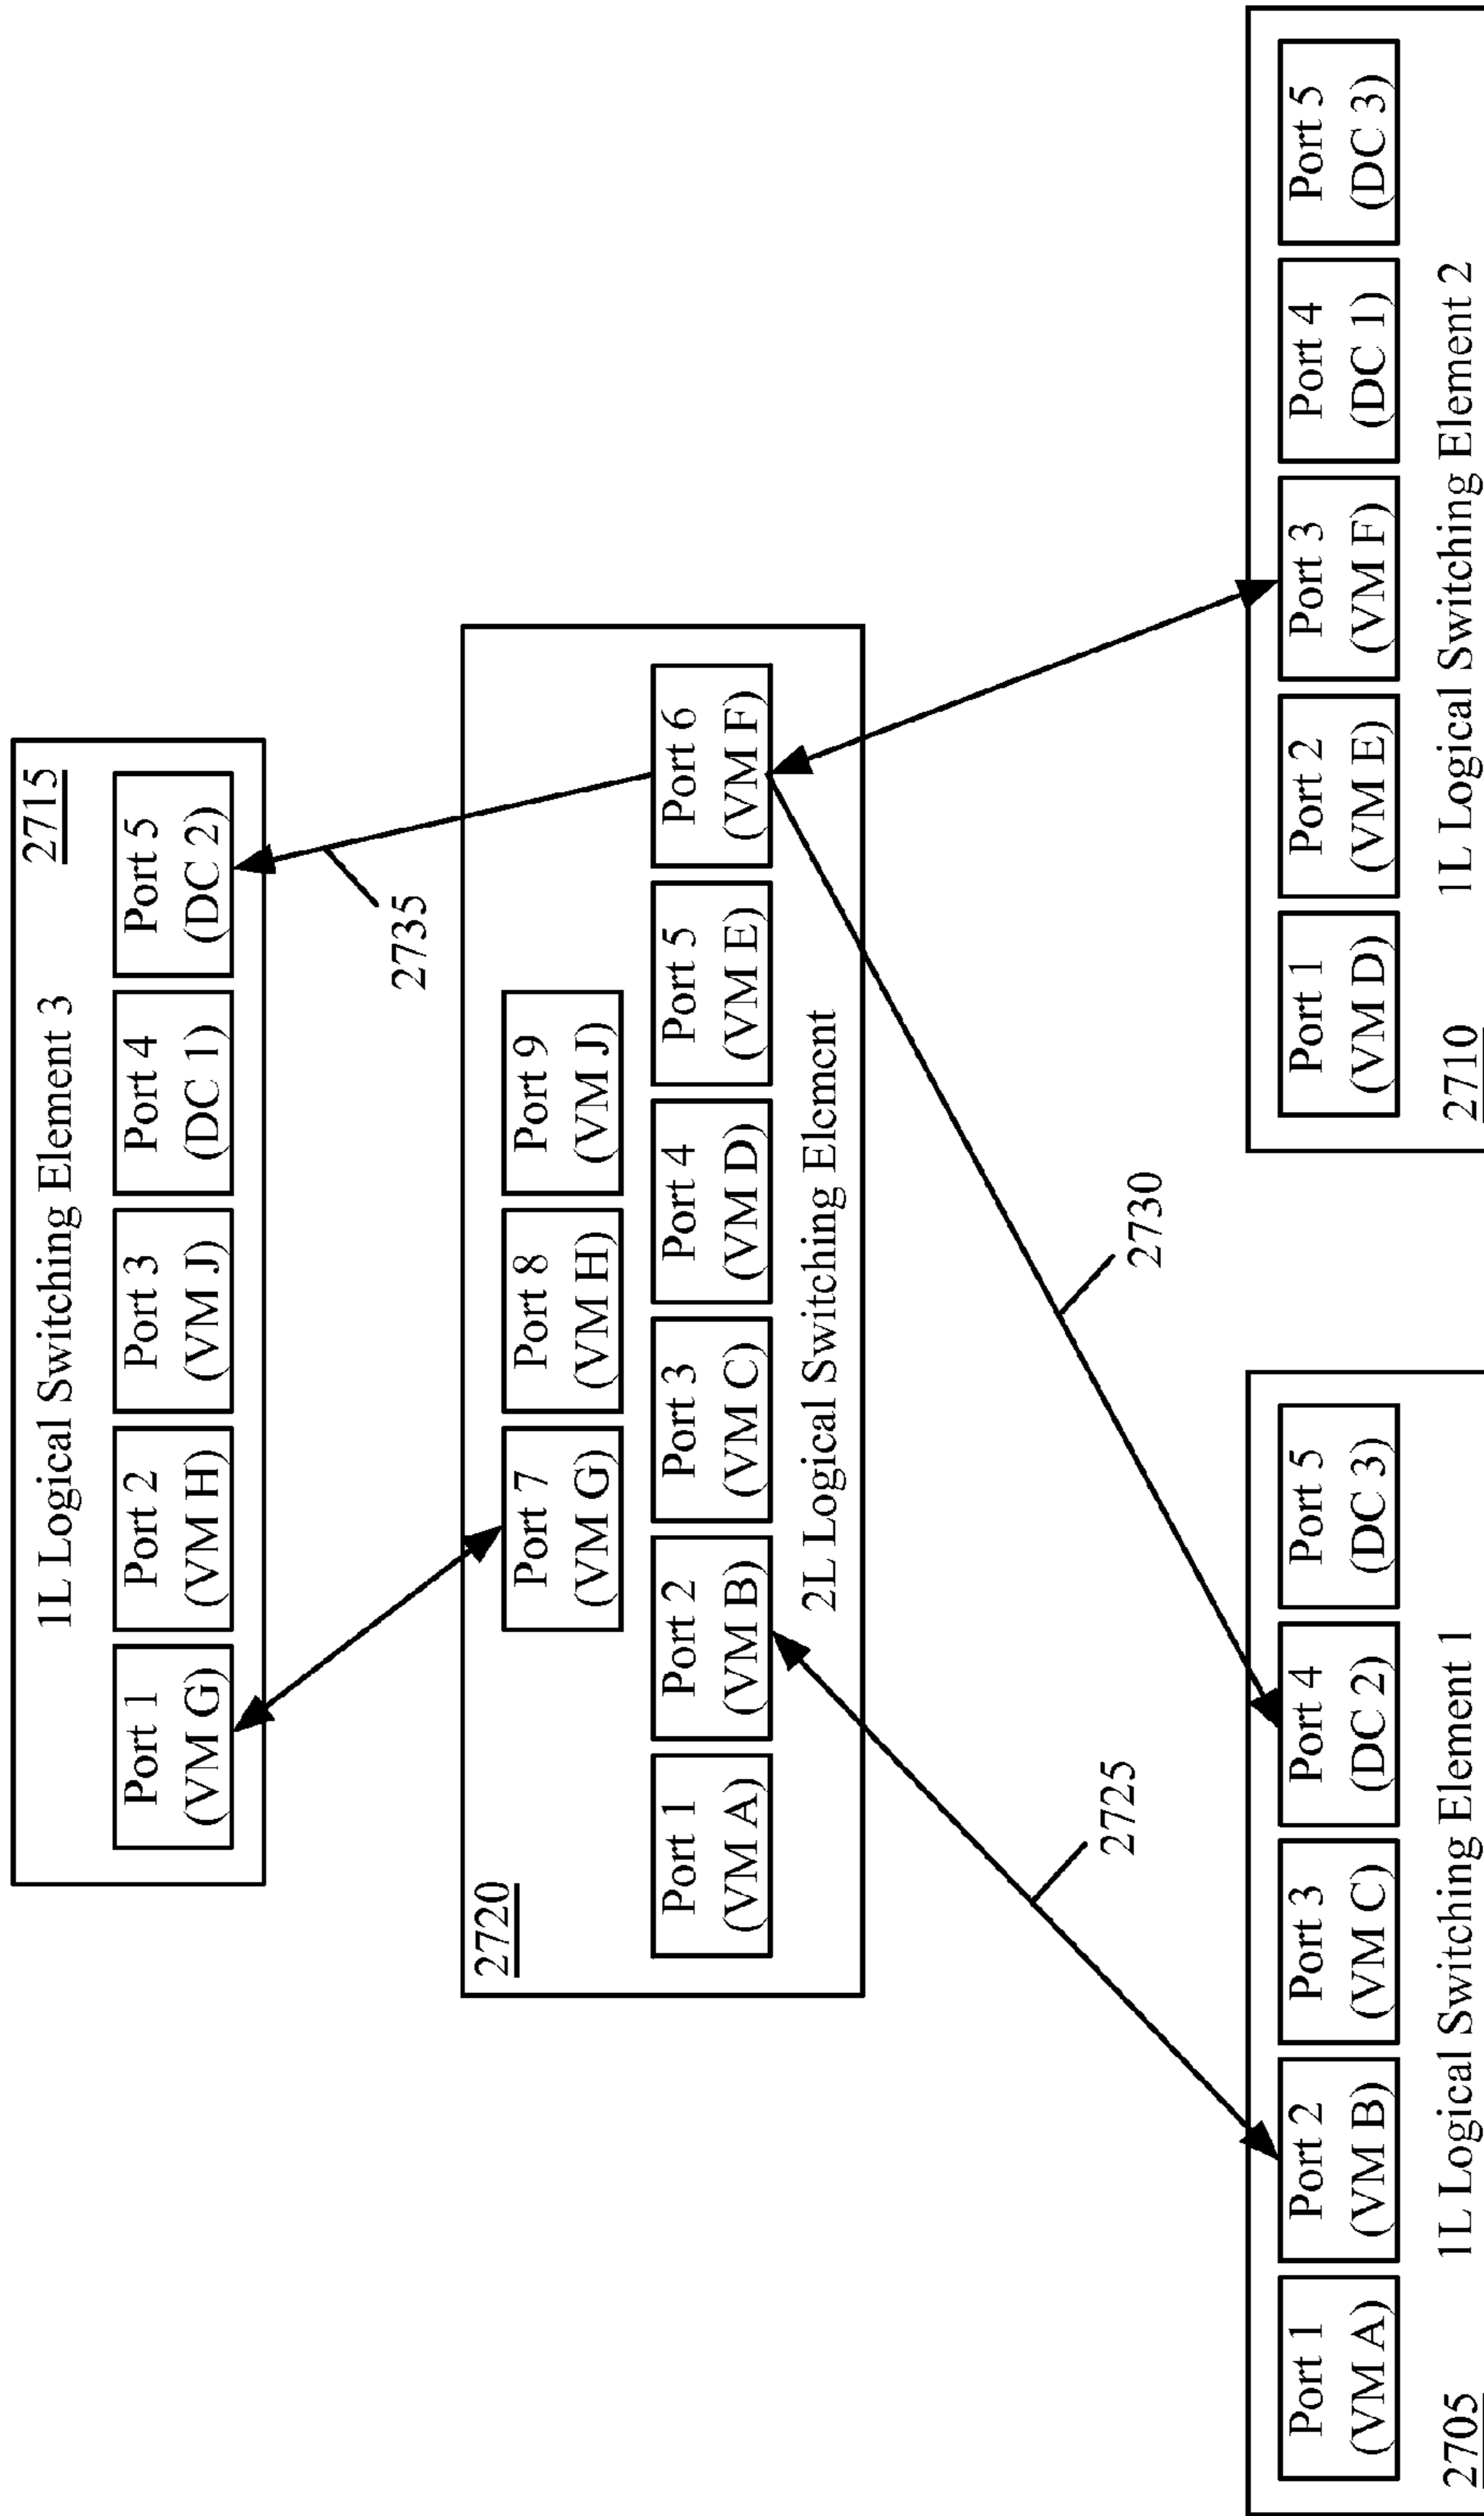 1L Logical Switching Element 3
2715
Port 1
(VM G)
Port 2
(VM H)
Port 3
(VM J)
Port 4
(DC 1)
Port 5
(DC 2)
2735
2720
Port 7
(VM G)
Port 8
(VM H)
Port 9
(VM J)
Port 1
(VM A)
Port 2
(VM B)
Port 3
(VM C)
Port 4
(VM D)
Port 5
(VM E)
Port 6
(VM F)
2L Logical Switching Element
2725
2730
Port 1
(VM A)
Port 2
(VM B)
Port 3
(VM C)
Port 4
(DC 2)
Port 5
(DC 3)
2705
1L Logical Switching Element 1
Port 1
(VM D)
Port 2
(VM E)
Port 3
(VM F)
Port 4
(DC 1)
Port 5
(DC 3)
2710
1L Logical Switching Element 2